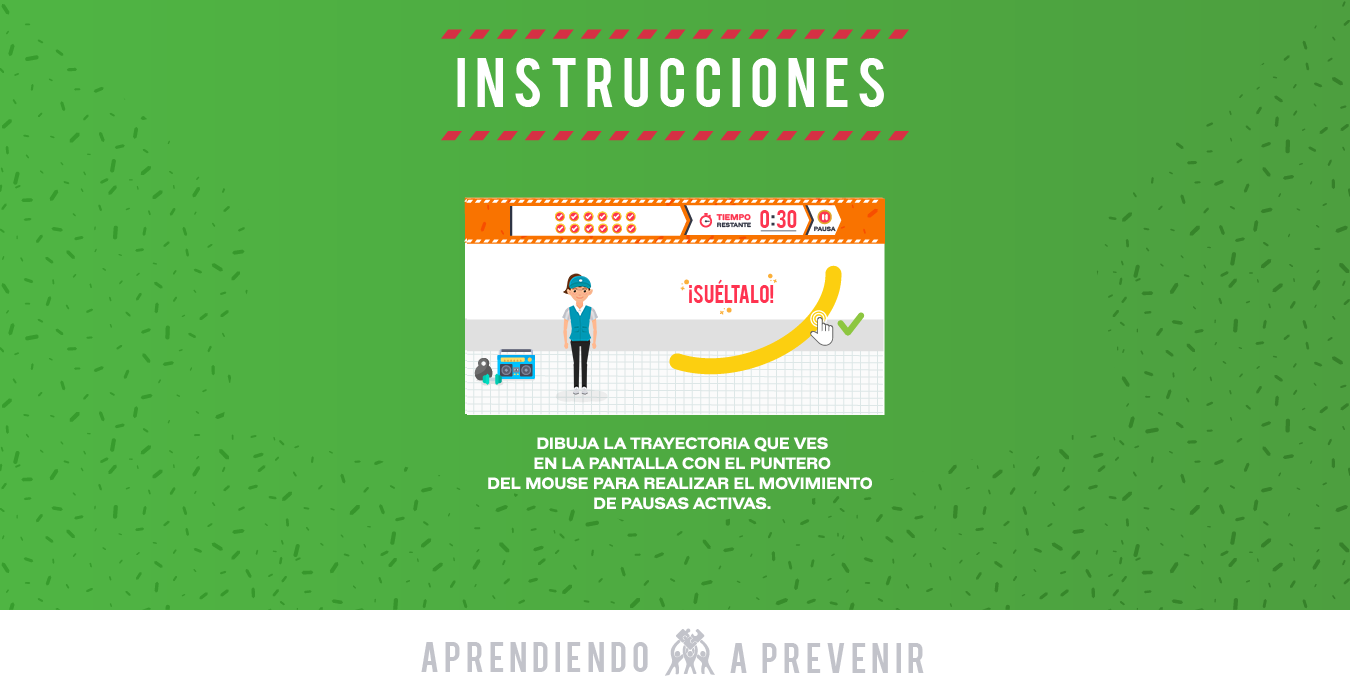 INSTRUCCIONES
TIEMPO
RESTANTE
0:30
PAUSA
¡SUÉLTALO!
DIBUJA LA TRAYECTORIA QUE VES
EN LA PANTALLA CON EL PUNTERO
DEL MOUSE PARA REALIZAR EL MOVIMIENTO
DE PAUSAS ACTIVAS.
APRENDIENDO A PREVENIR